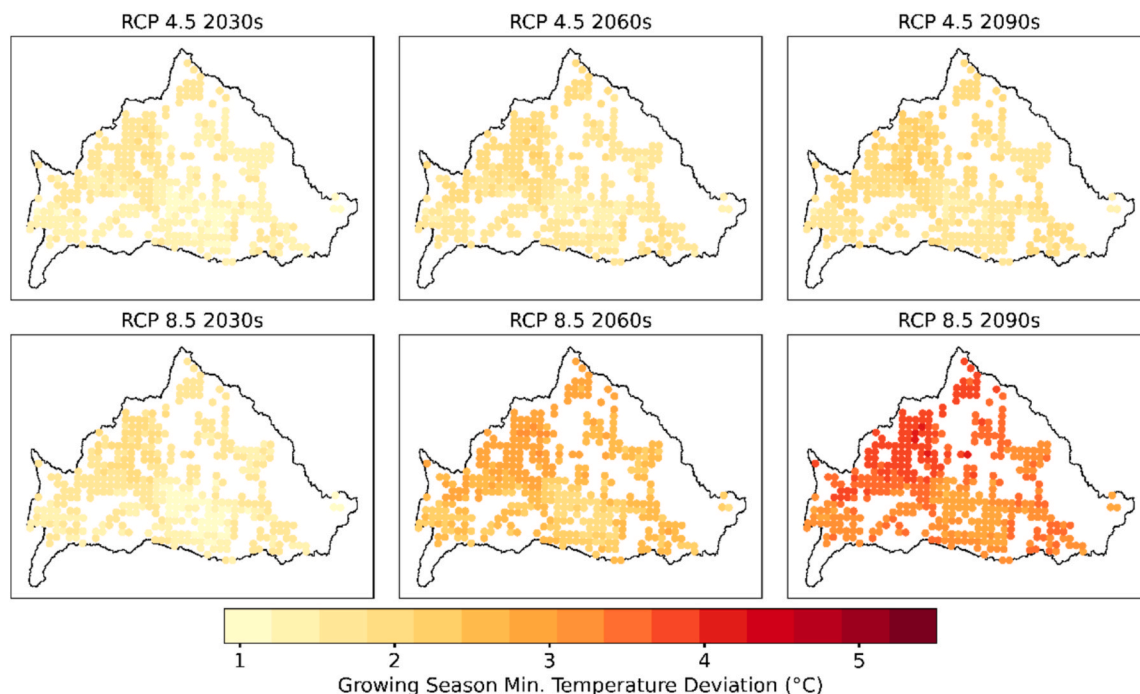 RCP 4.5 2030s
RCP 4.5 2060s
RCP 4.5 2090s
RCP 8.5 2030s
RCP 8.5 2060s
RCP 8.5 2090s
1 2 3 4 5
Growing Season Min. Temperature Deviation (°C)